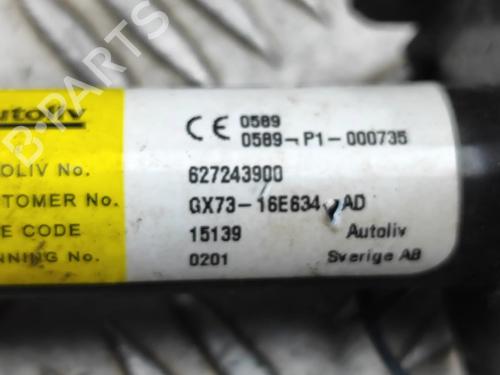 Autoliv
CE 0589
0589-P1-000735
OLIV No. 627243900
TOMER No. GX73-16E634 AD
E CODE 15139 Autoliv
NING No. 0201 Sverige AB
B-Parts